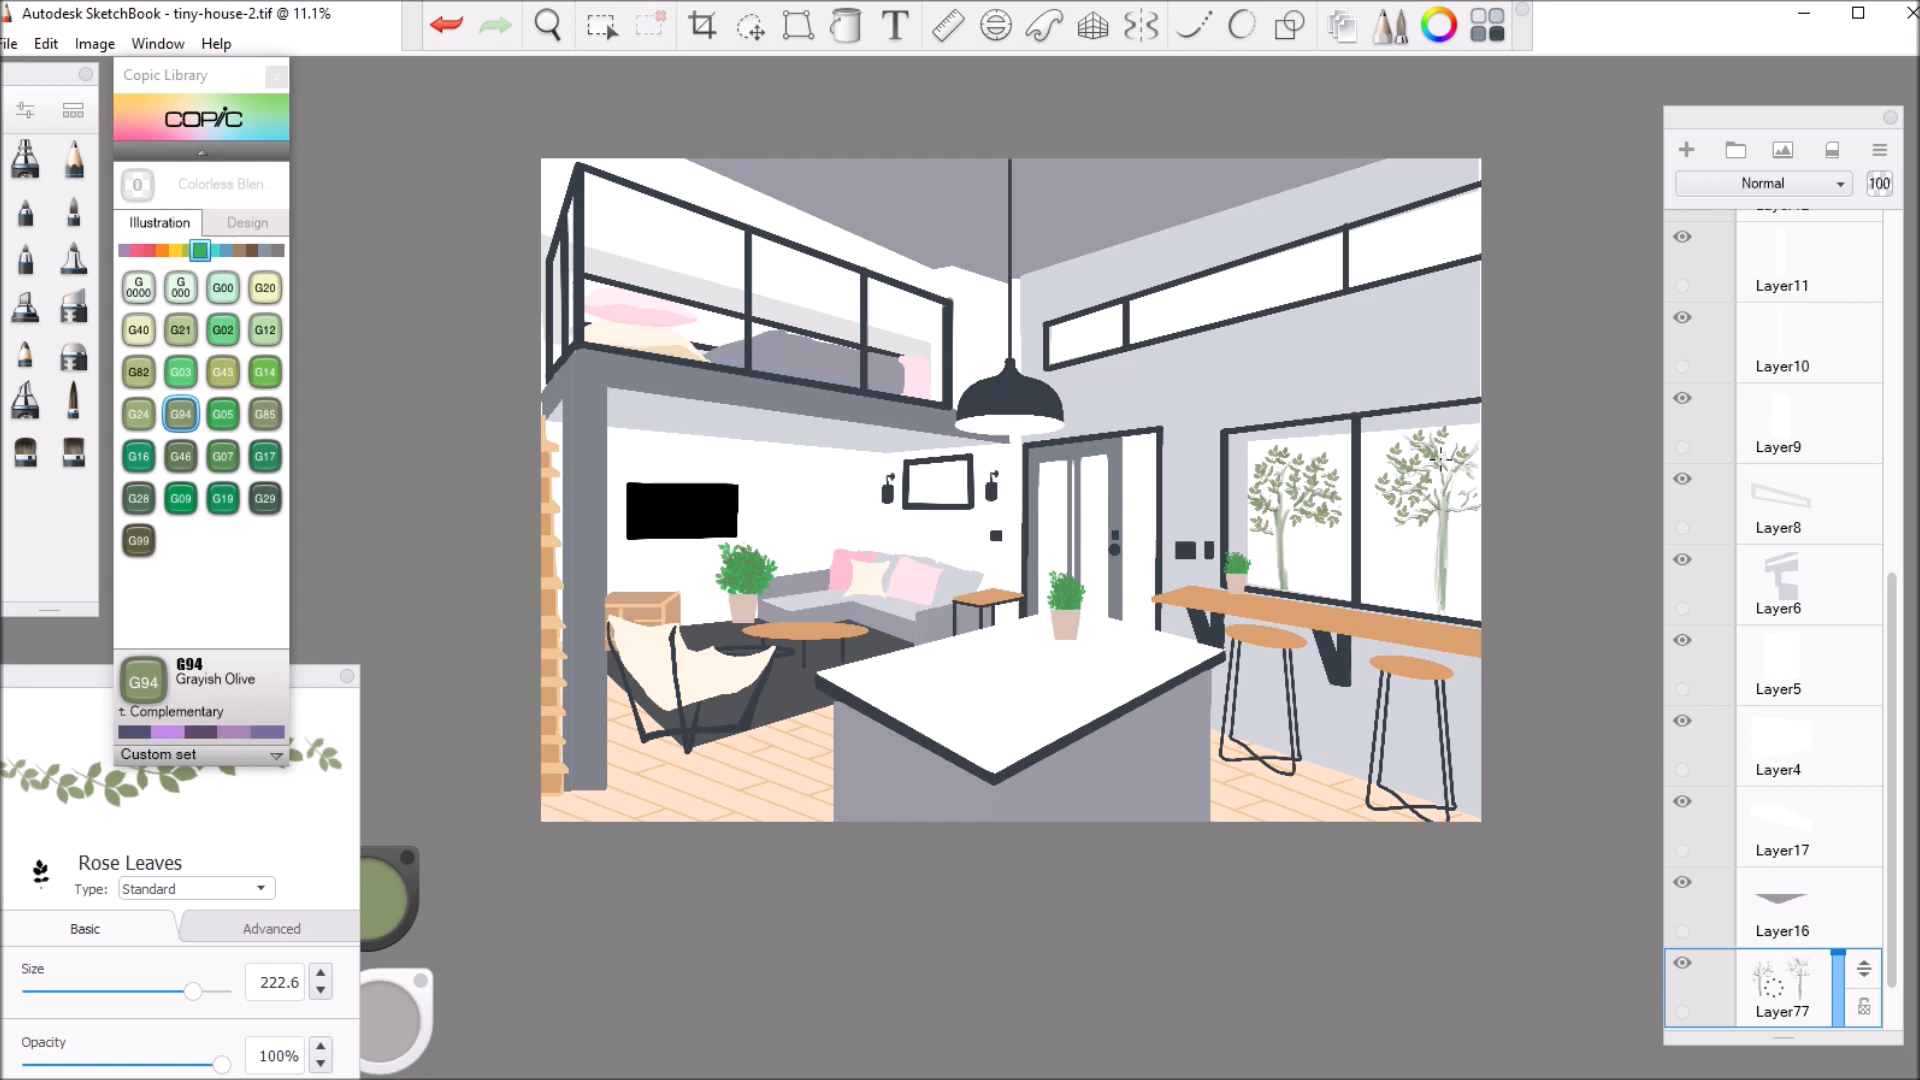 Autodesk SketchBook - tiny-house-2.tif @ 11.1%
ile Edit Image Window Help
Copic Library
COPIC
0 Colorless Blen..
Illustration Design
G 0000 G 000 G00 G20
G40 G21 G02 G12
G82 G03 G43 G14
G24 G94 G05 G85
G16 G46 G07 G17
G28 G09 G19 G29
G99
G94
G94
Grayish Olive
Complementary
Custom set
Rose Leaves
Type: Standard
Basic Advanced
Size
222.6
Opacity
100%
T
Normal 100
Layer11
Layer10
Layer9
Layer8
Layer6
Layer5
Layer4
Layer17
Layer16
Layer77